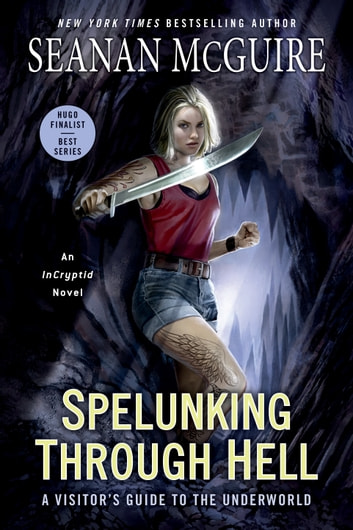 NEW YORK TIMES BESTSELLING AUTHOR
SEANAN MCGUIRE
HUGO
FINALIST
BEST
SERIES
An
InCryptid
Novel
SPELUNKING
THROUGH HELL
A VISITOR'S GUIDE TO THE UNDERWORLD